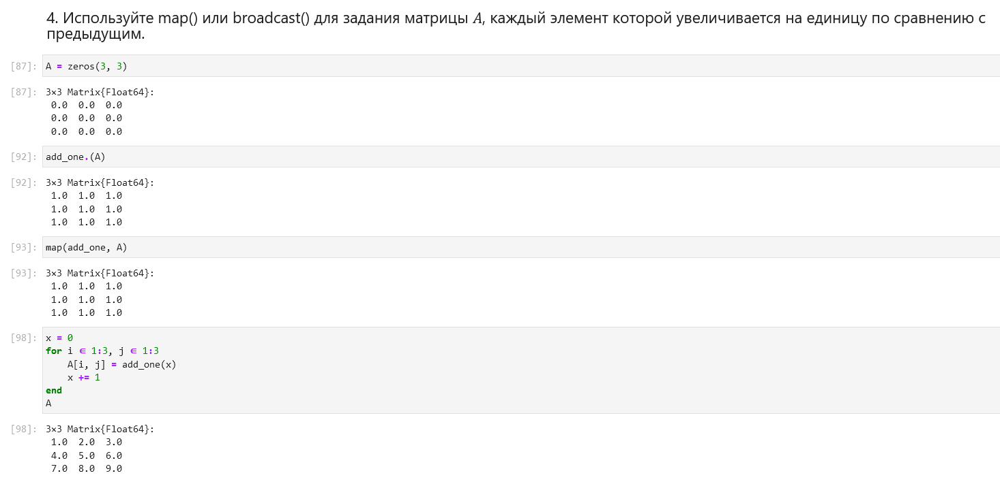 4. Используйте map() или broadcast() для задания матрицы A, каждый элемент которой увеличивается на единицу по сравнению с
предыдущим.
[87]: A = zeros(3, 3)
[87]: 3×3 Matrix{Float64}:
0.0 0.0 0.0
0.0 0.0 0.0
0.0 0.0 0.0
[92]: add_one.(A)
[92]: 3×3 Matrix{Float64}:
1.0 1.0 1.0
1.0 1.0 1.0
1.0 1.0 1.0
[93]: map(add_one, A)
[93]: 3×3 Matrix{Float64}:
1.0 1.0 1.0
1.0 1.0 1.0
1.0 1.0 1.0
[98]: x = 0
for i ∈ 1:3, j ∈ 1:3
A[i, j] = add_one(x)
x += 1
end
A
[98]: 3×3 Matrix{Float64}:
1.0 2.0 3.0
4.0 5.0 6.0
7.0 8.0 9.0